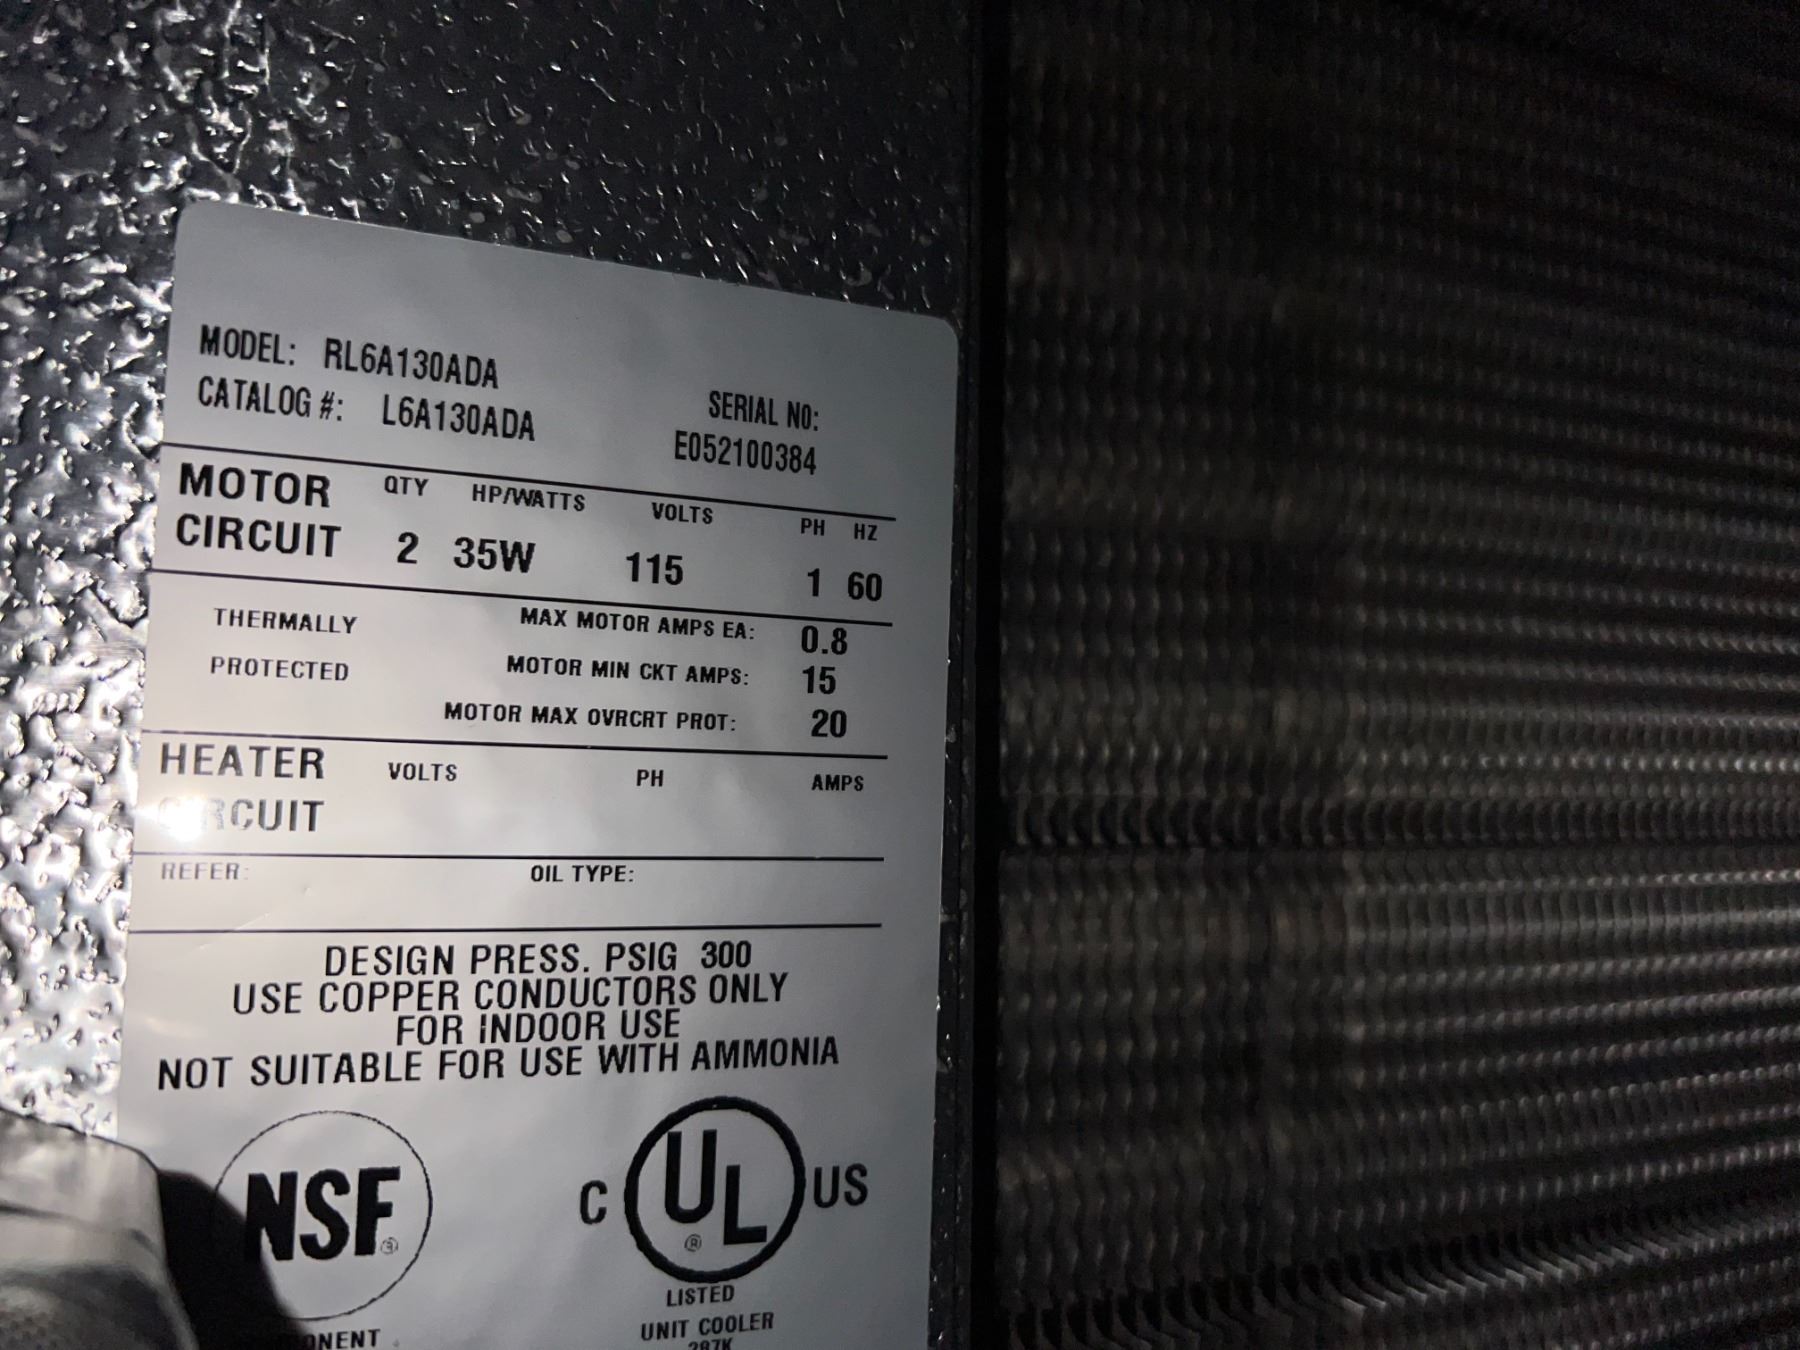 MODEL: RL6A130ADA
CATALOG #: L6A130ADA
SERIAL NO:
E052100384
MOTOR CIRCUIT
QTY HP/WATTS VOLTS PH HZ
2 35W 115 1 60
THERMALLY PROTECTED
MAX MOTOR AMPS EA: 0.8
MOTOR MIN CKT AMPS: 15
MOTOR MAX OVRCRT PROT: 20
HEATER CIRCUIT
VOLTS PH AMPS
REFER: OIL TYPE:
DESIGN PRESS. PSIG 300
USE COPPER CONDUCTORS ONLY
FOR INDOOR USE
NOT SUITABLE FOR USE WITH AMMONIA
NSF®
C UL® US
LISTED
UNIT COOLER
287K